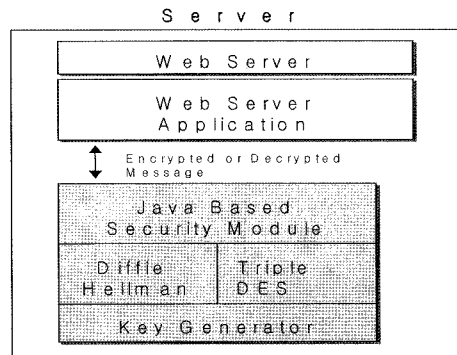 Server
Web Server
Web Server
Application
Encrypted or Decrypted
Message
Java Based
Security Module
Diffie
Hellman
Triple
DES
Key Generator